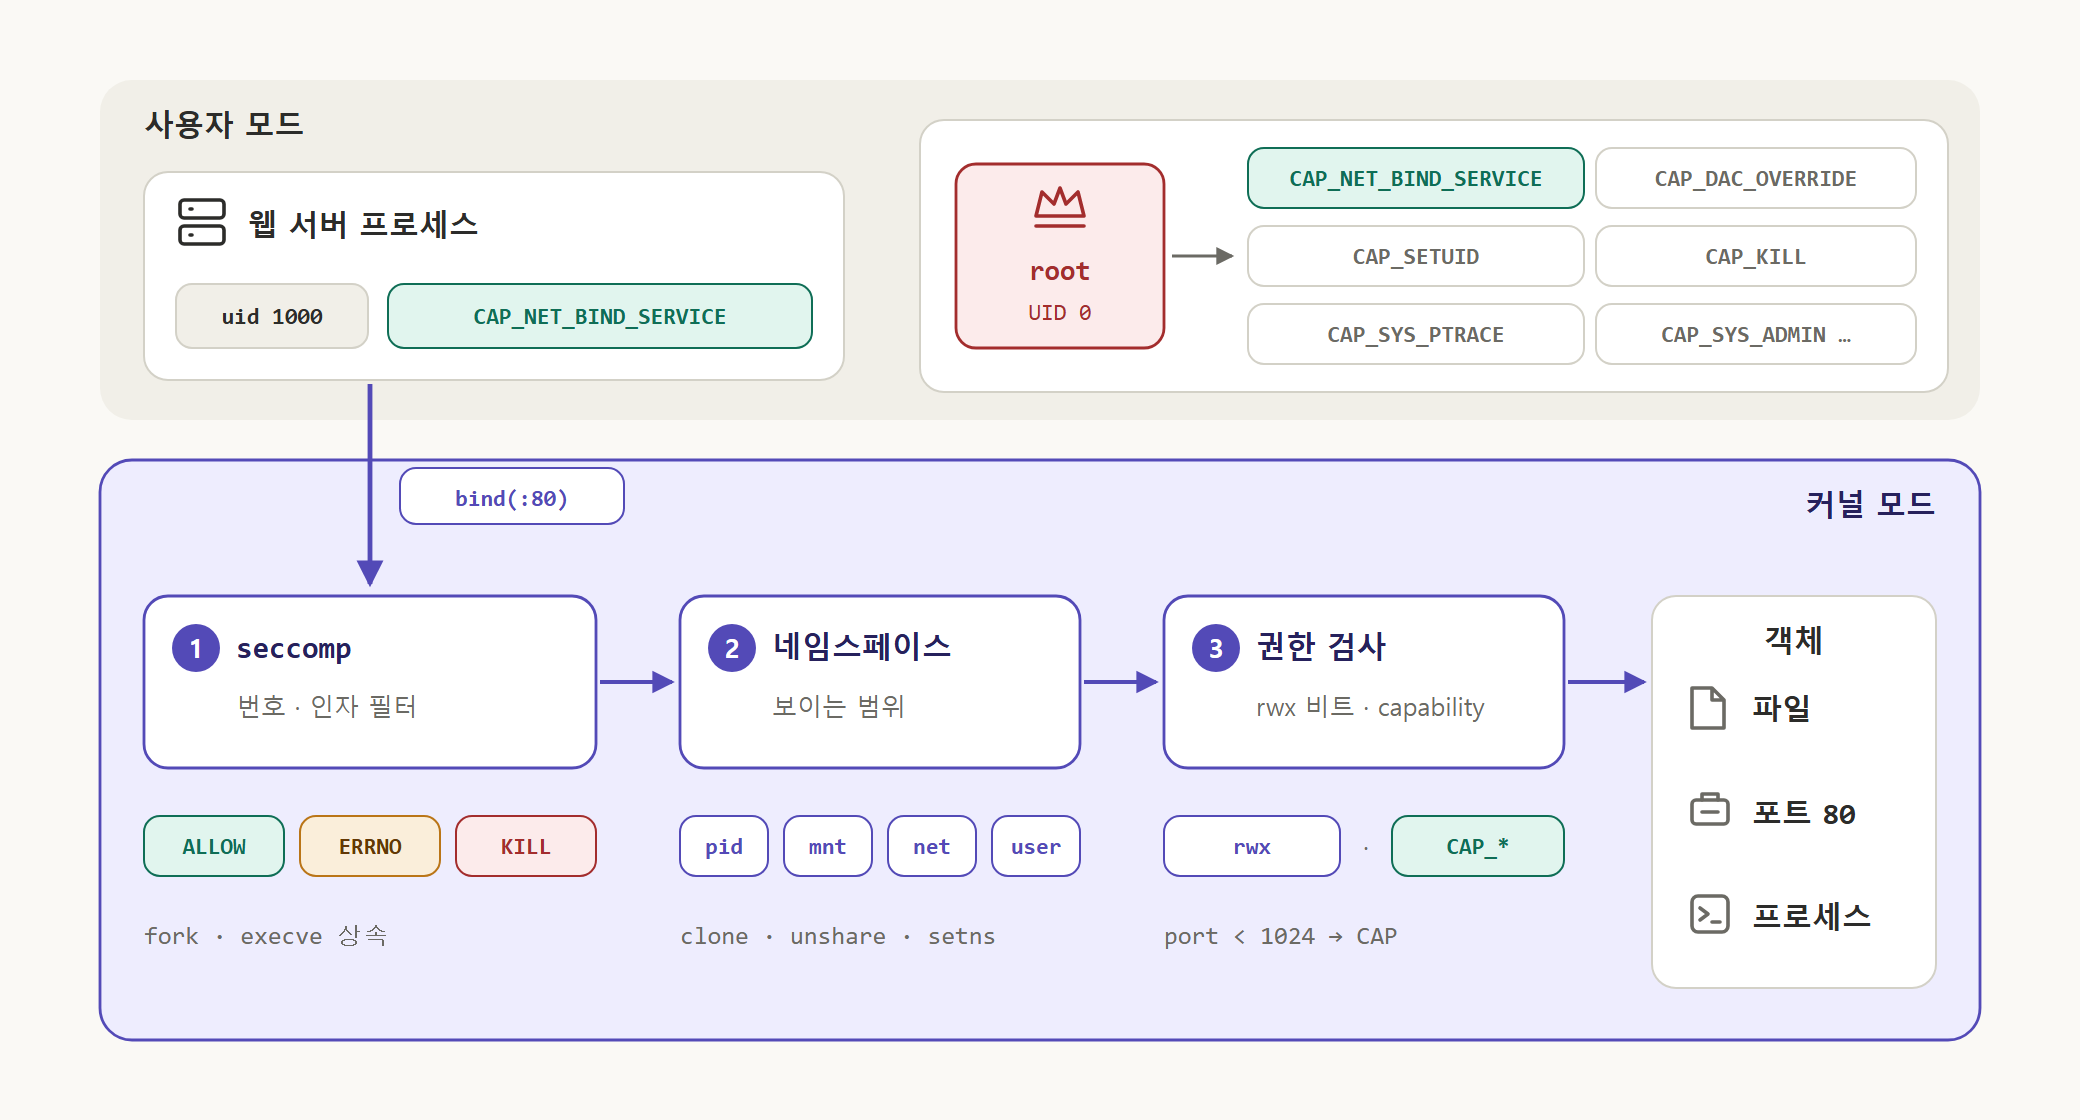 사용자 모드
웹 서버 프로세스
uid 1000
CAP_NET_BIND_SERVICE
root
UID 0
CAP_NET_BIND_SERVICE
CAP_DAC_OVERRIDE
CAP_SETUID
CAP_KILL
CAP_SYS_PTRACE
CAP_SYS_ADMIN …
bind(:80)
커널 모드
1 seccomp
번호 · 인자 필터
ALLOW
ERRNO
KILL
fork · execve 상속
2 네임스페이스
보이는 범위
pid
mnt
net
user
clone · unshare · setns
3 권한 검사
rwx 비트 · capability
rwx
·
CAP_*
port < 1024 → CAP
객체
파일
포트 80
프로세스